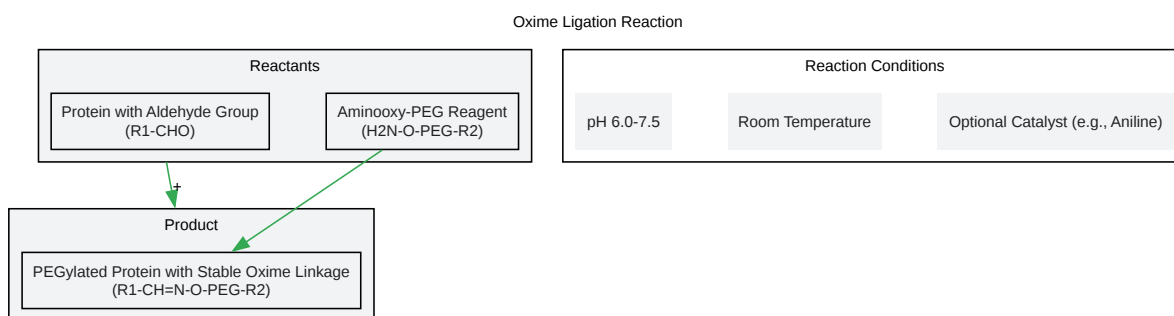 Oxime Ligation Reaction
Reactants
Protein with Aldehyde Group
(R1-CHO)
Aminooxy-PEG Reagent
(H2N-O-PEG-R2)
Reaction Conditions
pH 6.0-7.5
Room Temperature
Optional Catalyst (e.g., Aniline)
+
Product
PEGylated Protein with Stable Oxime Linkage
(R1-CH=N-O-PEG-R2)